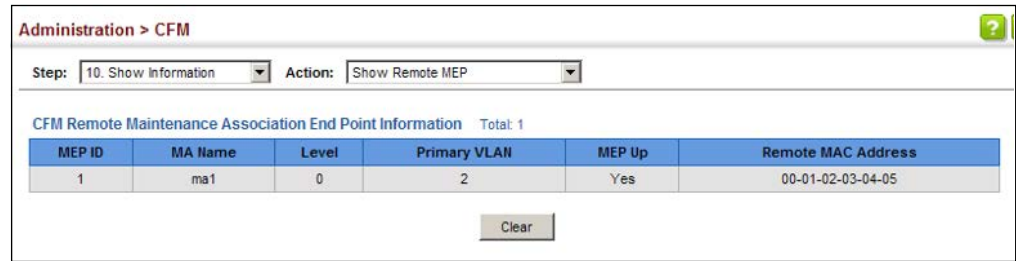 Administration > CFM
?
Step: 10. Show Information Action: Show Remote MEP
CFM Remote Maintenance Association End Point Information Total: 1
MEP ID MA Name Level Primary VLAN MEP Up Remote MAC Address
1 ma1 0 2 Yes 00-01-02-03-04-05
Clear